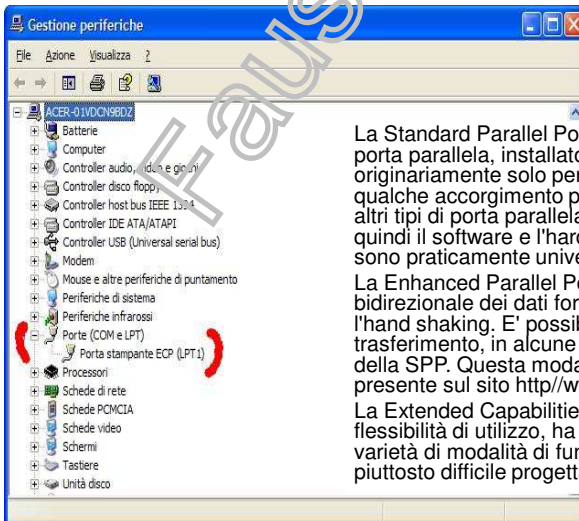 Gestione periferiche
File Azione Visualizza ?
ACER-01VDCN9BDZ
Batterie
Computer
Controller audio, video e giochi
Controller disco floppy
Controller host bus IEEE 1394
Controller IDE ATA/ATAPI
Controller USB (Universal serial bus)
Modem
Mouse e altre periferiche di puntamento
Periferiche di sistema
Periferiche infrarossi
Porte (COM e LPT)
Porta stampante ECP (LPT1)
Processori
Schede di rete
Schede PCMCIA
Schede video
Schermi
Tastiere
Unità disco
La Standard Parallel Po
porta parallela, installato
originariamente solo per
qualche accorgimento p
altri tipi di porta parallela
quindi il software e l'hard
sono praticamente unive
La Enhanced Parallel Po
bidirezionale dei dati for
l'hand shaking. E' possib
trasferimento, in alcune
della SPP. Questa moda
presente sul sito http//w
La Extended Capabilitie
flessibilità di utilizzo, ha
varietà di modalità di fun
piuttosto difficile progett
Faus